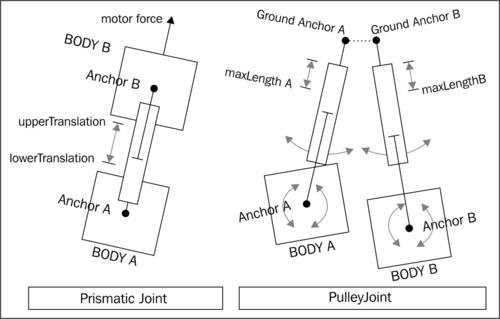 motor force
BODY B
Anchor B
upperTranslation
lowerTranslation
Anchor A
BODY A
Prismatic Joint
Ground Anchor A
Ground Anchor B
maxLength A
maxLengthB
Anchor A
BODY A
Anchor B
BODY B
PulleyJoint